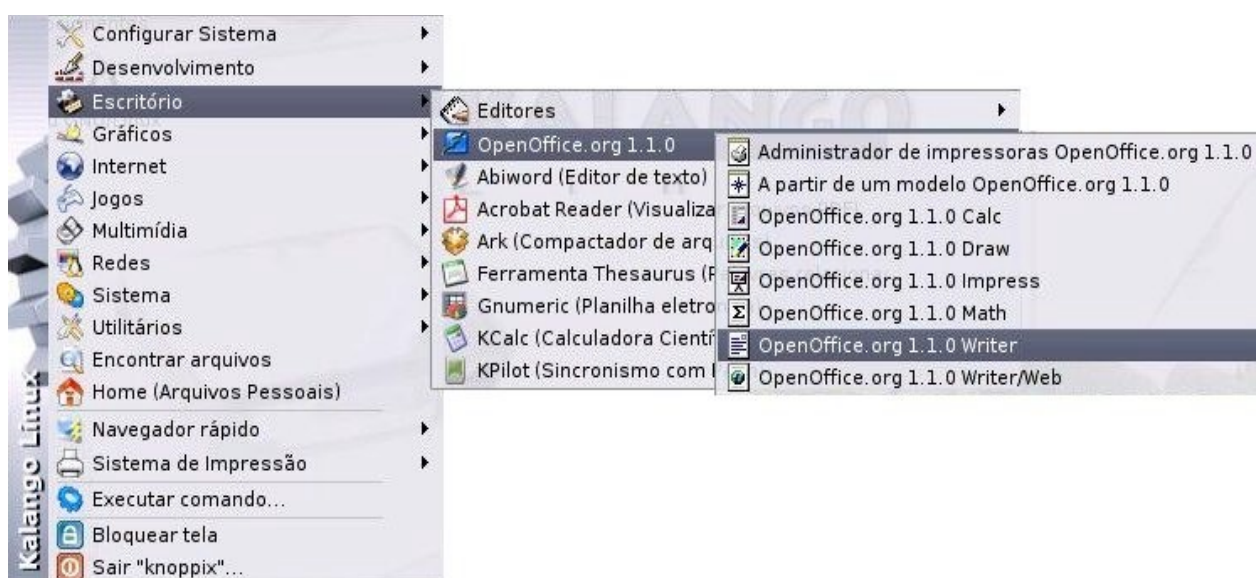 Configurar Sistema
Desenvolvimento
Escritório
Gráficos
Internet
Jogos
Multimídia
Redes
Sistema
Utilitários
Encontrar arquivos
Home (Arquivos Pessoais)
Navegador rápido
Sistema de Impressão
Executar comando...
Bloquear tela
Sair "knoppix"...
Kalango Linux
KALANGO
Editores
OpenOffice.org 1.1.0
Abiword (Editor de texto)
Acrobat Reader (Visualiza
Ark (Compactador de arq
Ferramenta Thesaurus (
Gnumeric (Planilha eletron
KCalc (Calculadora Cientí
KPilot (Sincronismo com
Administrador de impressoras OpenOffice.org 1.1.0
A partir de um modelo OpenOffice.org 1.1.0
OpenOffice.org 1.1.0 Calc
OpenOffice.org 1.1.0 Draw
OpenOffice.org 1.1.0 Impress
OpenOffice.org 1.1.0 Math
OpenOffice.org 1.1.0 Writer
OpenOffice.org 1.1.0 Writer/Web